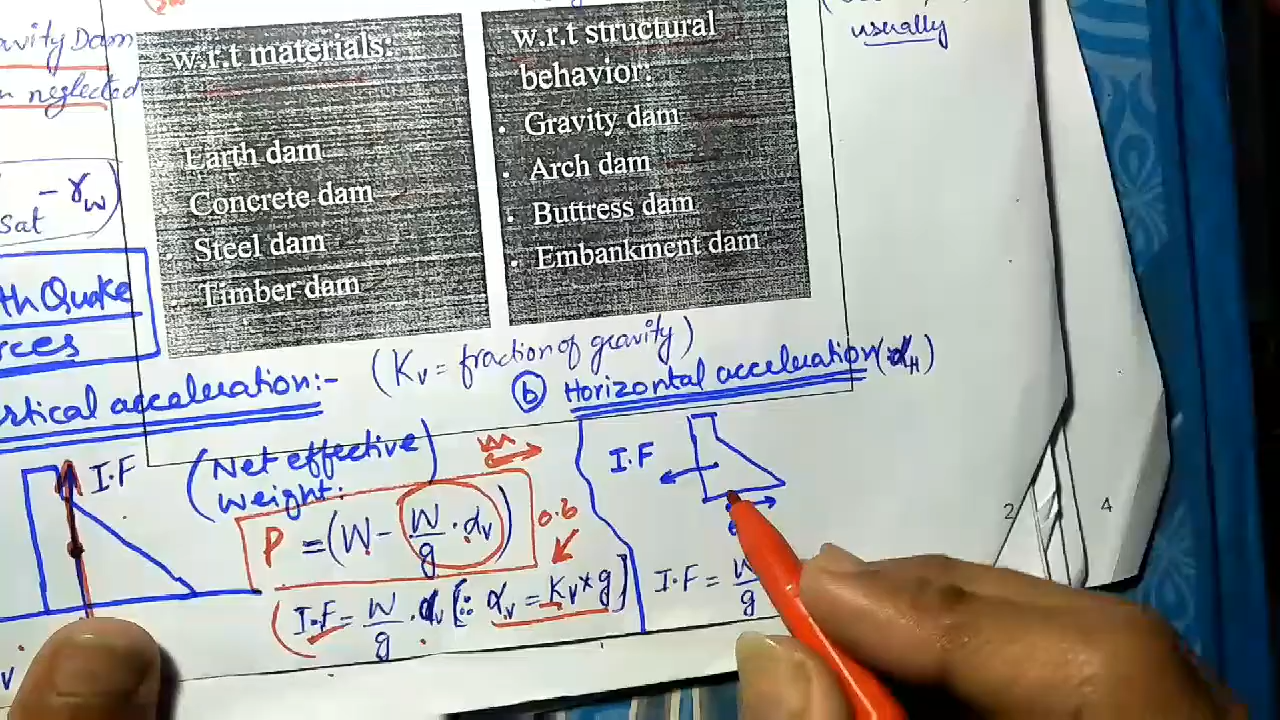 usually
avity Dam
neglected
- γw
sat
th Quake
rces
w.r.t materials:
Earth dam
Concrete dam
Steel dam
Timber dam
w.r.t structural
behavior:
• Gravity dam
• Arch dam
• Buttress dam
• Embankment dam
(Kv = fraction of gravity)
rtical acceleration:-
I.F
(Net effective
weight:)
P = (W - W/g . αv)
0.6
(I.F = W/g . αv [∵ αv = Kv * g]
(b) Horizontal acceleration (αH)
I.F
I.F = W/g
2
4